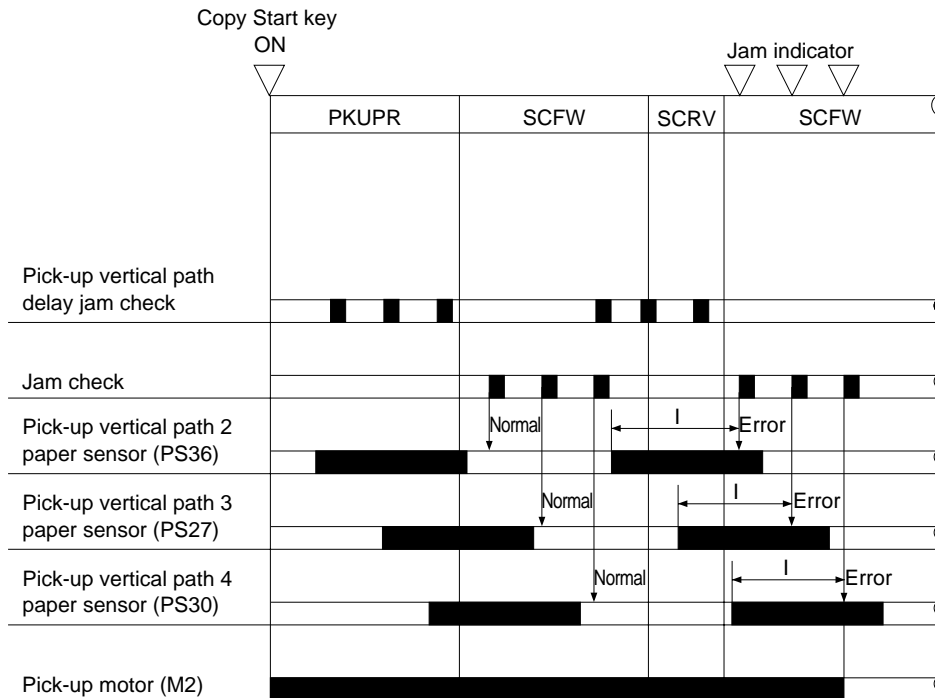 Copy Start key
ON
Jam indicator
PKUPR
SCFW
SCRV
SCFW
Pick-up vertical path
delay jam check
Jam check
Pick-up vertical path 2
paper sensor (PS36)
Normal
I
Error
Pick-up vertical path 3
paper sensor (PS27)
Normal
I
Error
Pick-up vertical path 4
paper sensor (PS30)
Normal
I
Error
Pick-up motor (M2)